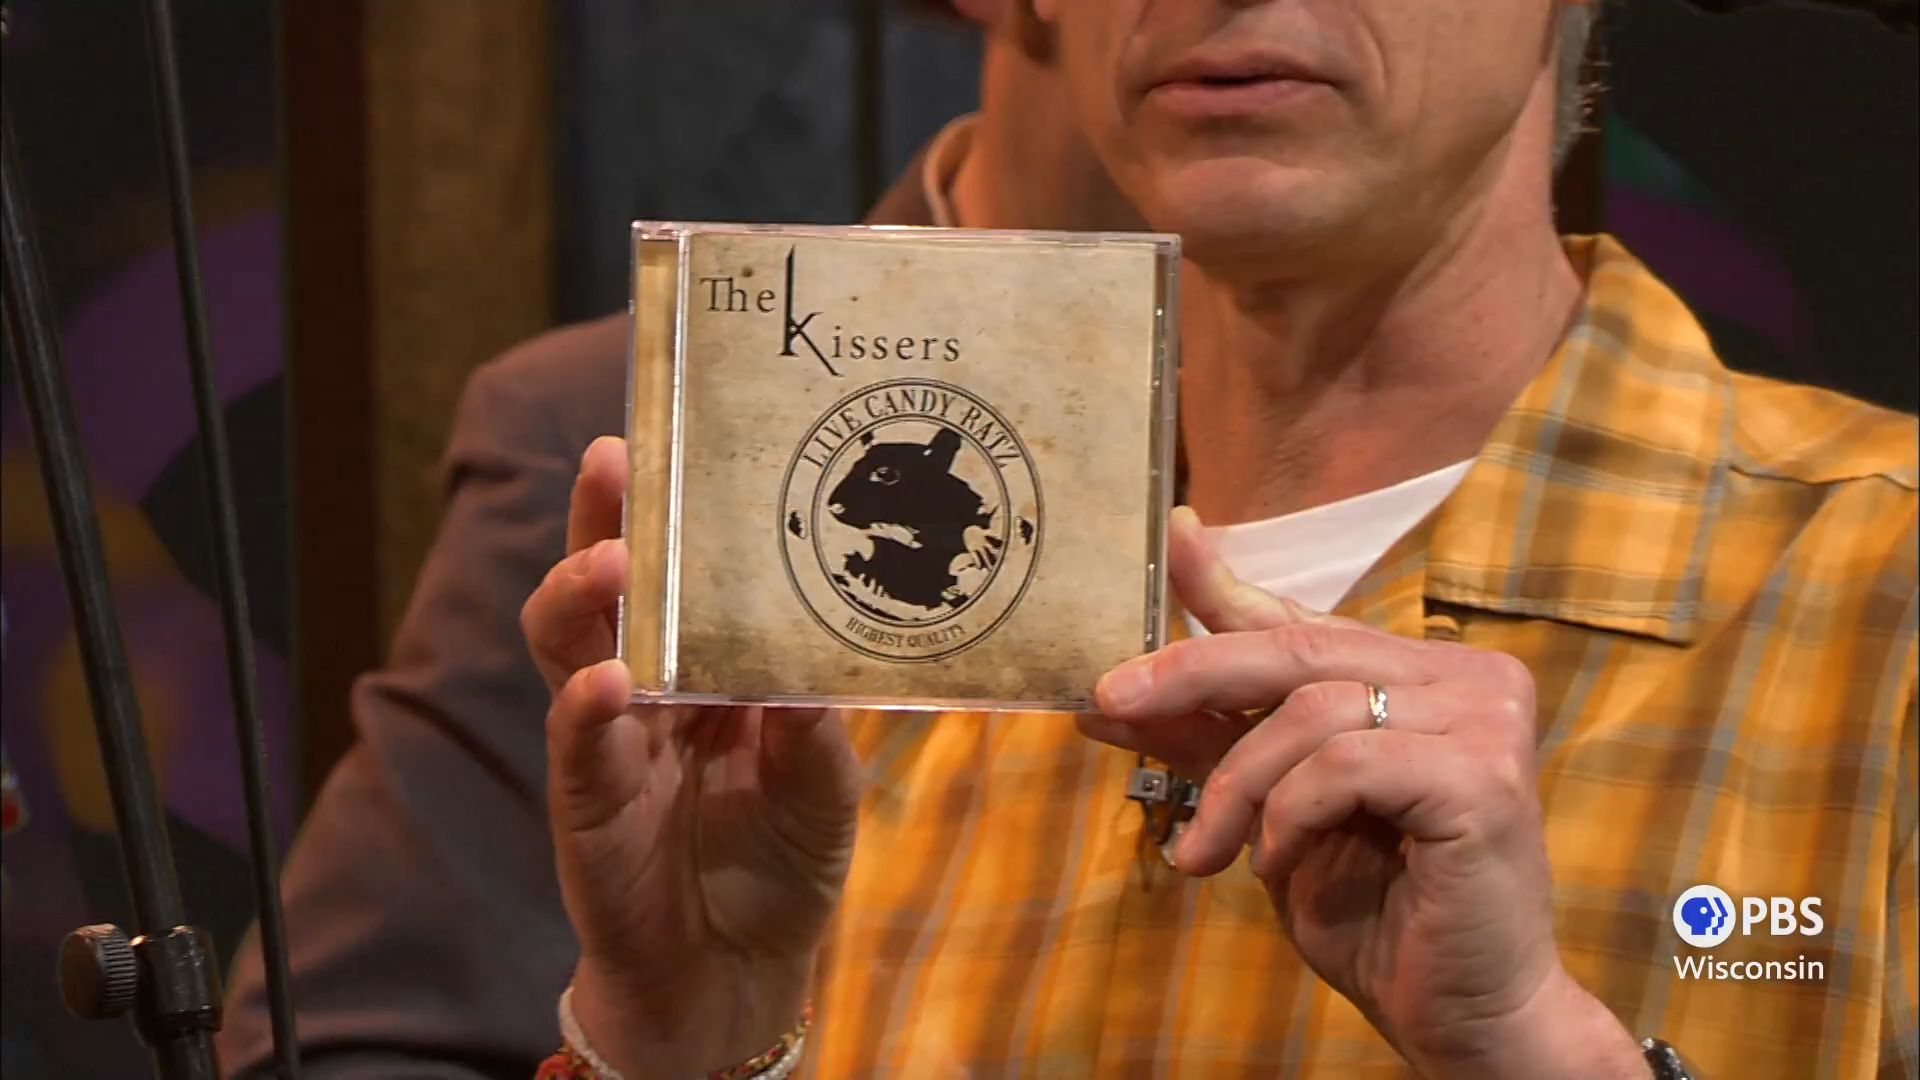 The
Kissers
LIVE CANDY RATZ
HIGHEST QUALITY
PBS
Wisconsin